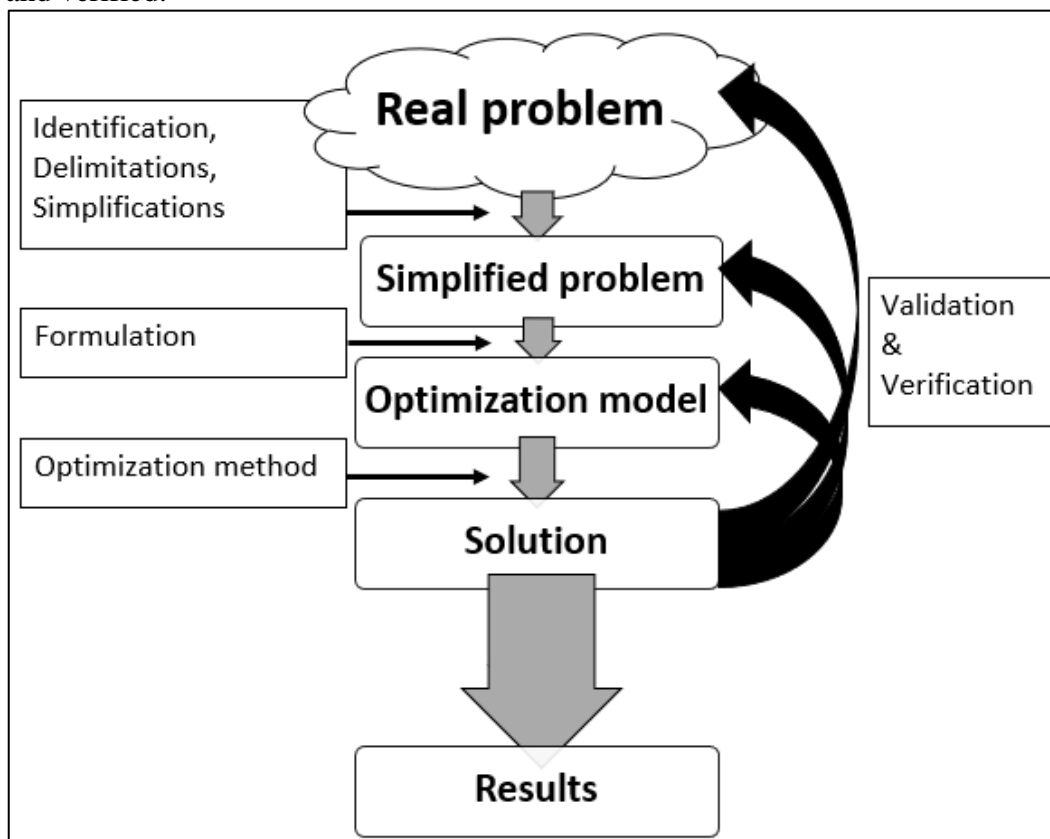 and verified.
Real problem
Identification,
Delimitations,
Simplifications
Simplified problem
Formulation
Validation
&
Verification
Optimization model
Optimization method
Solution
Results